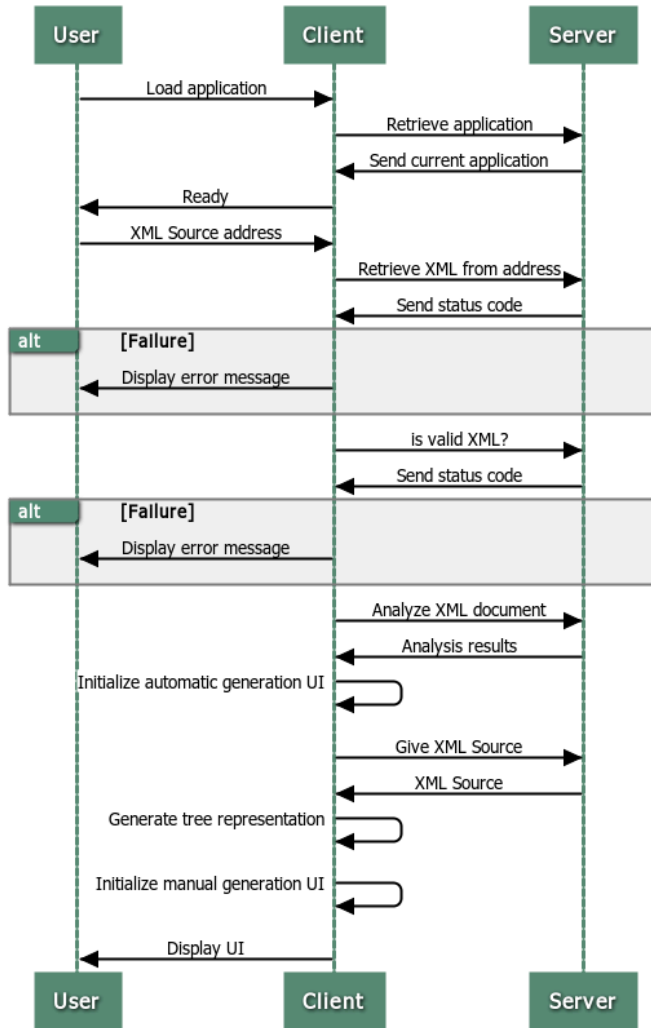 User Client Server
Load application
Retrieve application
Send current application
Ready
XML Source address
Retrieve XML from address
Send status code
alt [Failure]
Display error message
is valid XML?
Send status code
alt [Failure]
Display error message
Analyze XML document
Analysis results
Initialize automatic generation UI
Give XML Source
XML Source
Generate tree representation
Initialize manual generation UI
Display UI
User Client Server